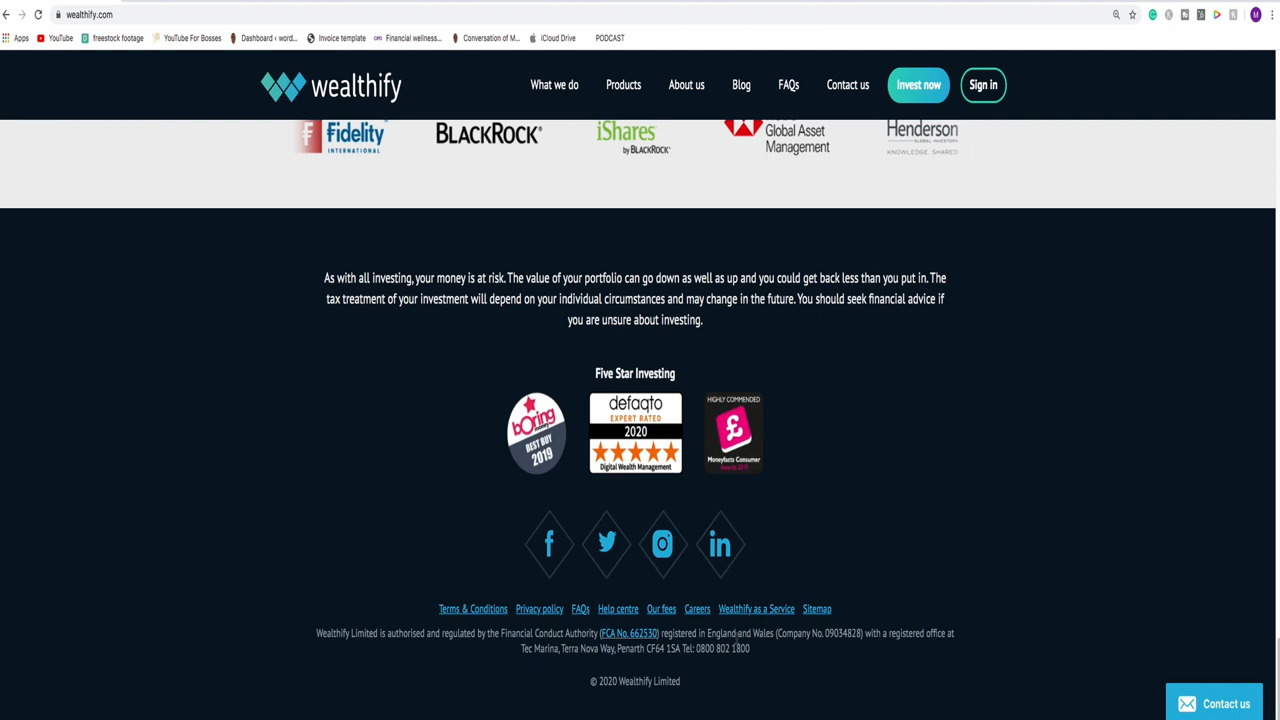 wealthify.com
Apps YouTube freestock footage YouTube For Bosses Dashboard ‹ word... Invoice template Financial wellness... Conversation of M... iCloud Drive PODCAST
wealthify What we do Products About us Blog FAQs Contact us Invest now Sign in
Fidelity INTERNATIONAL
BLACKROCK
iShares by BLACKROCK
Global Asset Management
Henderson GLOBAL INVESTORS KNOWLEDGE. SHARED
As with all investing, your money is at risk. The value of your portfolio can go down as well as up and you could get back less than you put in. The
tax treatment of your investment will depend on your individual circumstances and may change in the future. You should seek financial advice if
you are unsure about investing.
Five Star Investing
boring money BEST BUY 2019
defaqto
EXPERT RATED
2020
Digital Wealth Management
HIGHLY COMMENDED
£
Moneyfacts Consumer
Awards 2019
Terms & Conditions Privacy policy FAQs Help centre Our fees Careers Wealthify as a Service Sitemap
Wealthify Limited is authorised and regulated by the Financial Conduct Authority (FCA No. 662530) registered in England and Wales (Company No. 09034828) with a registered office at
Tec Marina, Terra Nova Way, Penarth CF64 1SA Tel: 0800 802 1800
© 2020 Wealthify Limited
Contact us